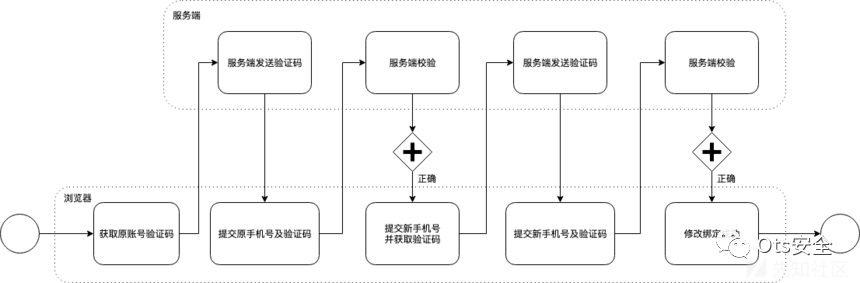 服务端
服务端发送验证码
服务端校验
服务端发送验证码
服务端校验
正确
正确
浏览器
获取原账号验证码
提交原手机号及验证码
提交新手机号
并获取验证码
提交新手机号及验证码
修改绑定
Ots安全
先知社区